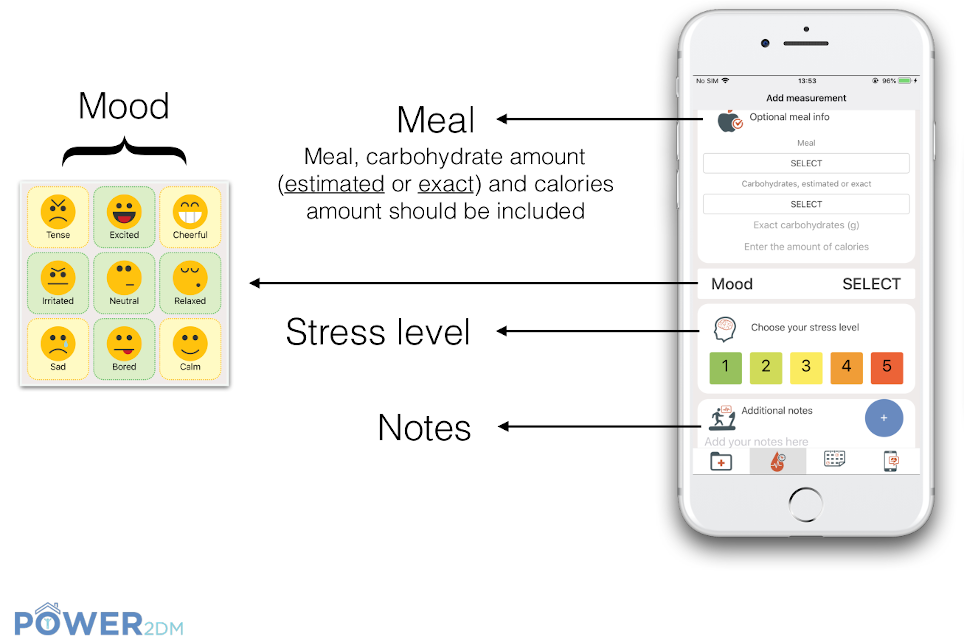 Mood
Tense
Excited
Cheerful
Irritated
Neutral
Relaxed
Sad
Bored
Calm
Meal
Meal, carbohydrate amount
(estimated or exact) and calories
amount should be included
Stress level
Notes
No SIM
13:53
96%
Add measurement
Optional meal info
Meal
SELECT
Carbohydrates, estimated or exact
SELECT
Exact carbohydrates (g)
Enter the amount of calories
Mood SELECT
Choose your stress level
1 2 3 4 5
Additional notes
+
Add your notes here
POWER2DM